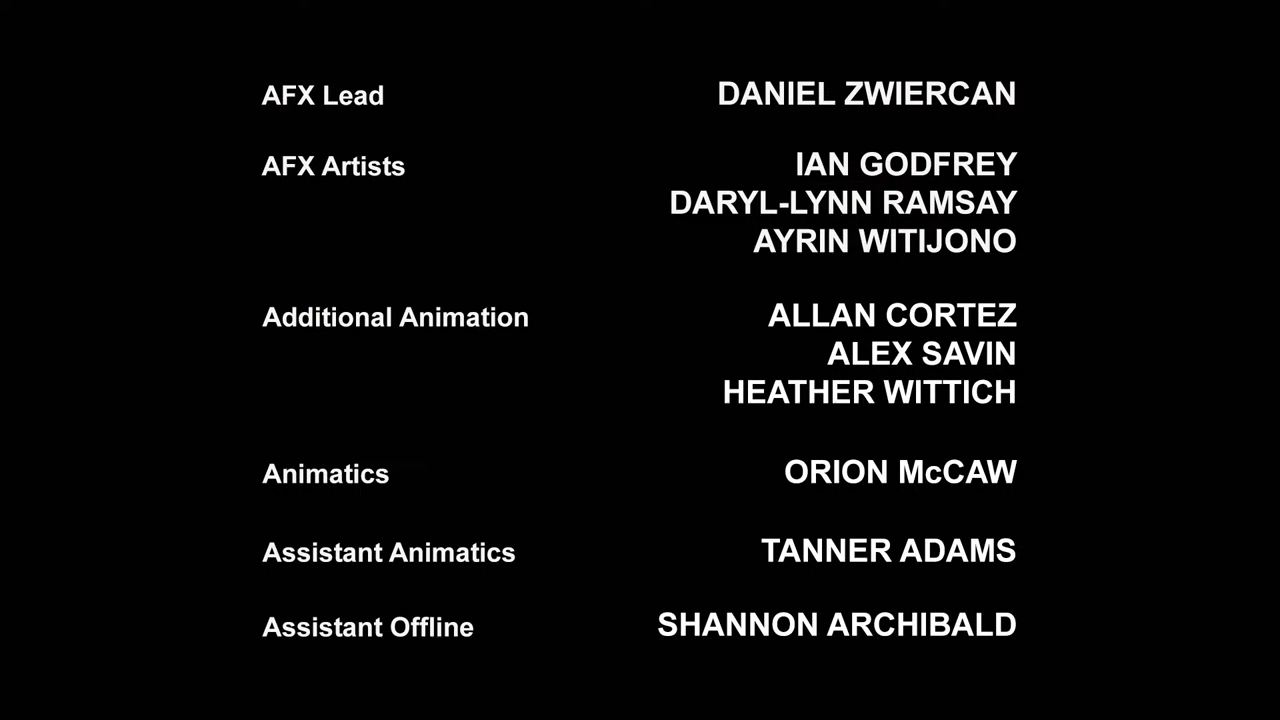 AFX Lead DANIEL ZWIERCAN
AFX Artists IAN GODFREY
DARYL-LYNN RAMSAY
AYRIN WITIJONO
Additional Animation ALLAN CORTEZ
ALEX SAVIN
HEATHER WITTICH
Animatics ORION McCAW
Assistant Animatics TANNER ADAMS
Assistant Offline SHANNON ARCHIBALD